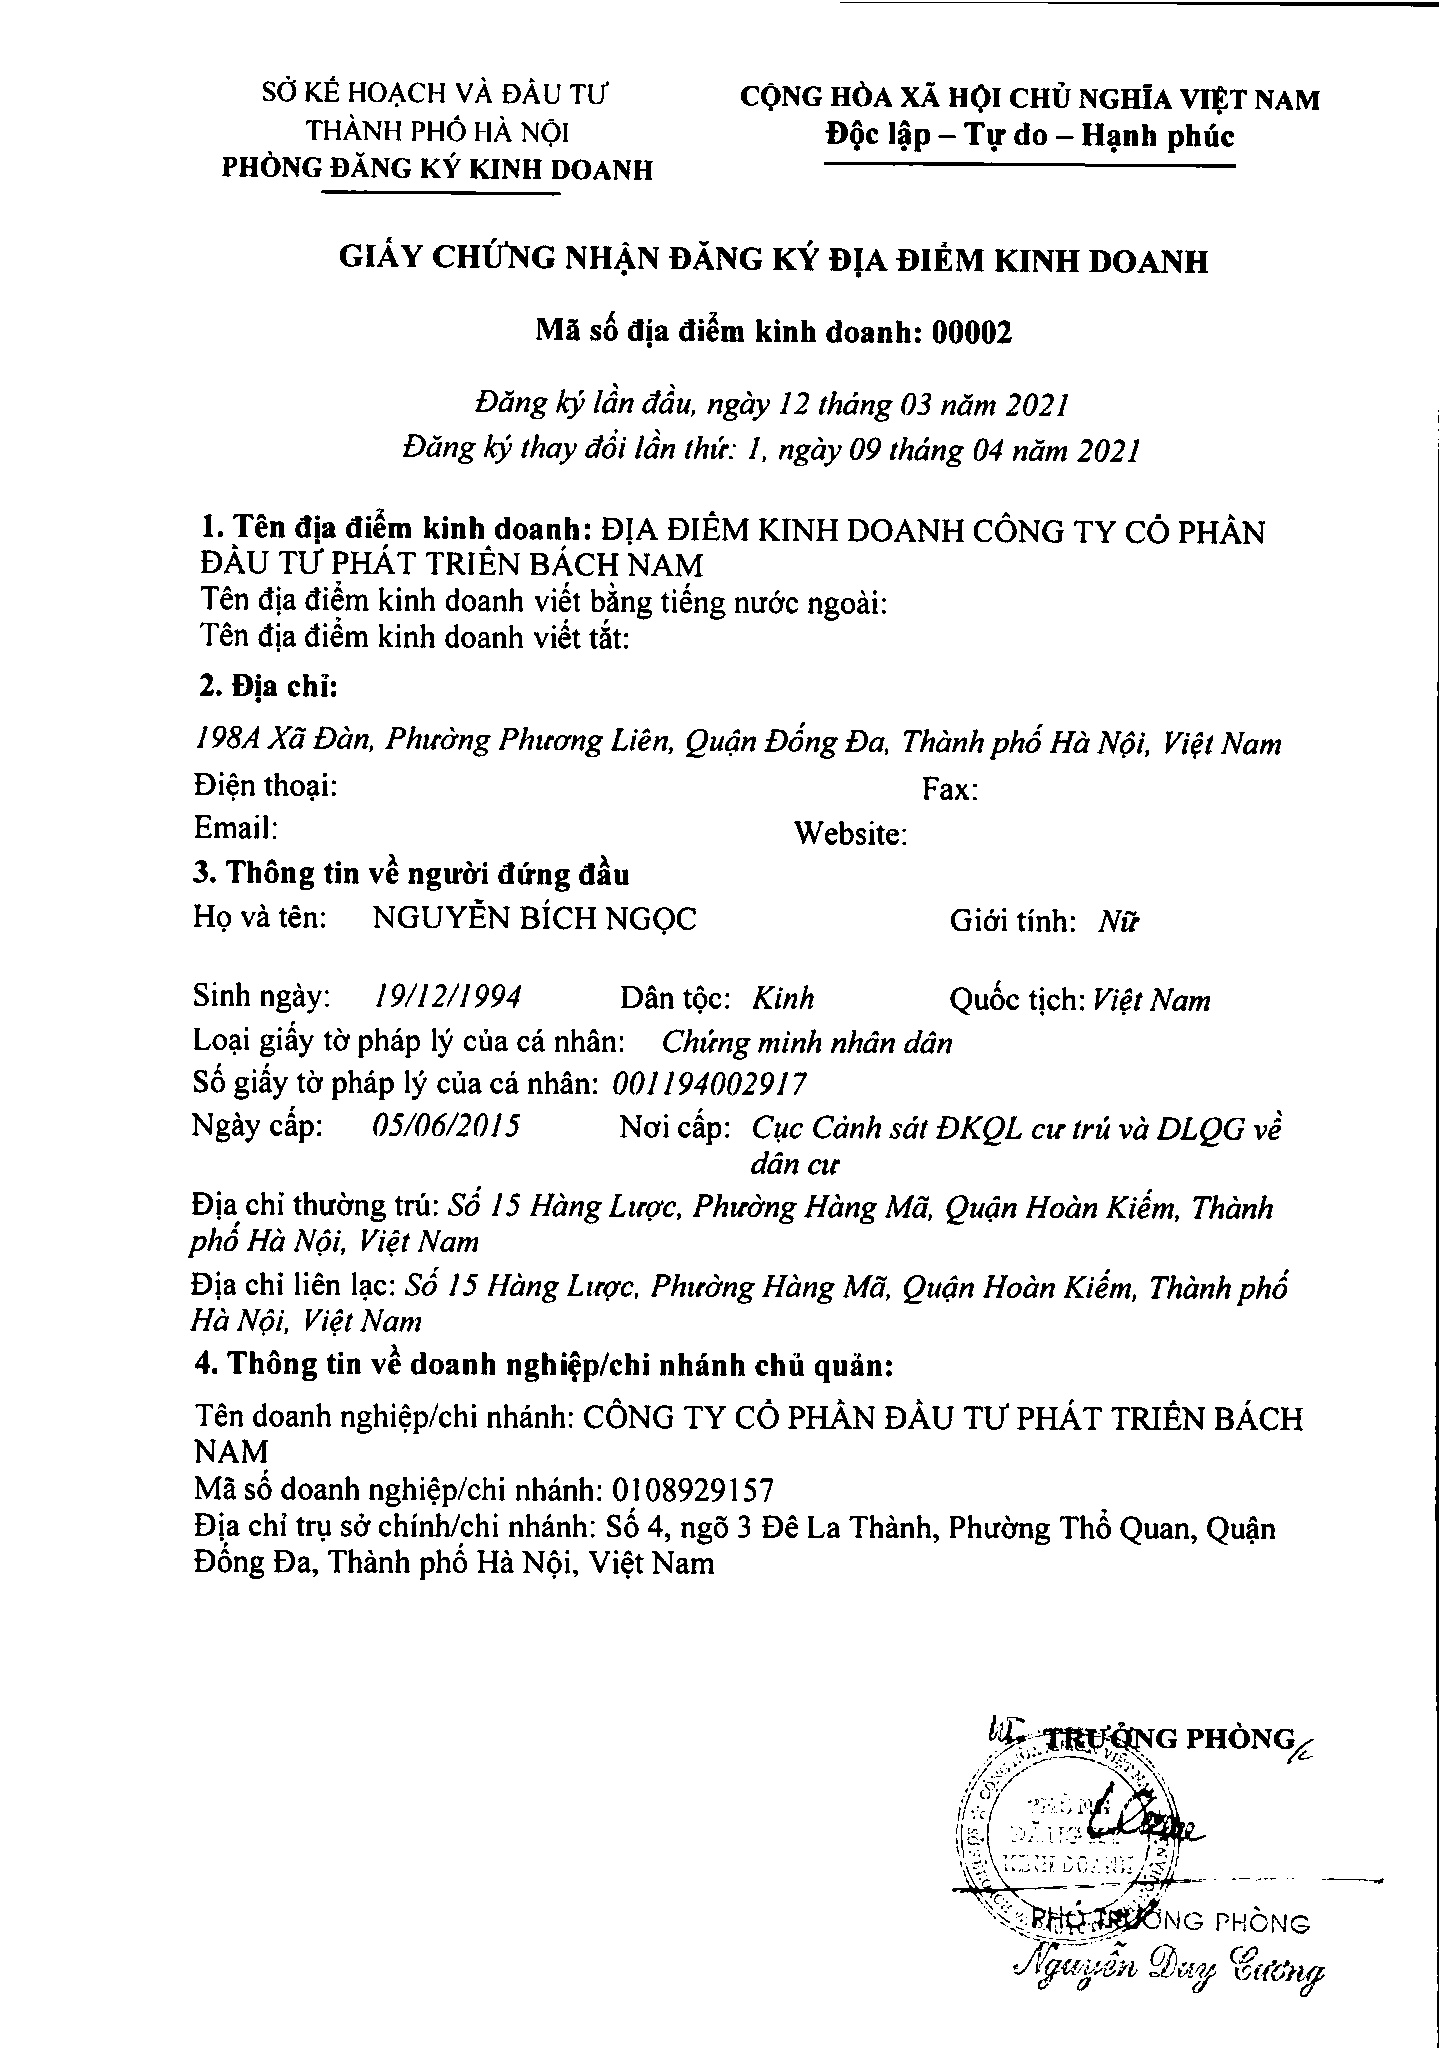 SỞ KẾ HOẠCH VÀ ĐẦU TƯ
THÀNH PHỐ HÀ NỘI
PHÒNG ĐĂNG KÝ KINH DOANH
CỘNG HÒA XÃ HỘI CHỦ NGHĨA VIỆT NAM
Độc lập – Tự do – Hạnh phúc
GIẤY CHỨNG NHẬN ĐĂNG KÝ ĐỊA ĐIỂM KINH DOANH
Mã số địa điểm kinh doanh: 00002
Đăng ký lần đầu, ngày 12 tháng 03 năm 2021
Đăng ký thay đổi lần thứ: 1, ngày 09 tháng 04 năm 2021
1. Tên địa điểm kinh doanh: ĐỊA ĐIỂM KINH DOANH CÔNG TY CỔ PHẦN
ĐẦU TƯ PHÁT TRIỂN BÁCH NAM
Tên địa điểm kinh doanh viết bằng tiếng nước ngoài:
Tên địa điểm kinh doanh viết tắt:
2. Địa chỉ:
198A Xã Đàn, Phường Phương Liên, Quận Đống Đa, Thành phố Hà Nội, Việt Nam
Điện thoại: Fax:
Email: Website:
3. Thông tin về người đứng đầu
Họ và tên: NGUYỄN BÍCH NGỌC Giới tính: Nữ
Sinh ngày: 19/12/1994 Dân tộc: Kinh Quốc tịch: Việt Nam
Loại giấy tờ pháp lý của cá nhân: Chứng minh nhân dân
Số giấy tờ pháp lý của cá nhân: 001194002917
Ngày cấp: 05/06/2015 Nơi cấp: Cục Cảnh sát ĐKQL cư trú và DLQG về
dân cư
Địa chỉ thường trú: Số 15 Hàng Lược, Phường Hàng Mã, Quận Hoàn Kiếm, Thành
phố Hà Nội, Việt Nam
Địa chỉ liên lạc: Số 15 Hàng Lược, Phường Hàng Mã, Quận Hoàn Kiếm, Thành phố
Hà Nội, Việt Nam
4. Thông tin về doanh nghiệp/chi nhánh chủ quản:
Tên doanh nghiệp/chi nhánh: CÔNG TY CỔ PHẦN ĐẦU TƯ PHÁT TRIỂN BÁCH
NAM
Mã số doanh nghiệp/chi nhánh: 0108929157
Địa chỉ trụ sở chính/chi nhánh: Số 4, ngõ 3 Đê La Thành, Phường Thổ Quan, Quận
Đống Đa, Thành phố Hà Nội, Việt Nam
KT. TRƯỞNG PHÒNG
PHÒNG
ĐĂNG KÝ
KINH DOANH
PHÓ TRƯỞNG PHÒNG
Nguyễn Duy Cương